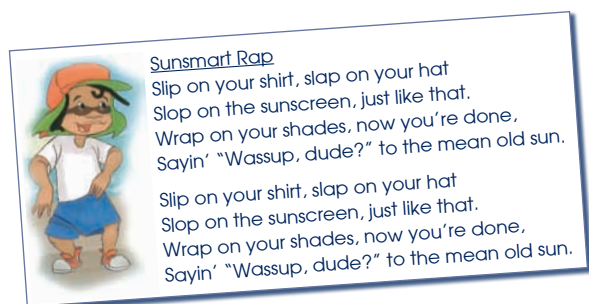 Sunsmart Rap
Slip on your shirt, slap on your hat
Slop on the sunscreen, just like that.
Wrap on your shades, now you're done,
Sayin' "Wassup, dude?" to the mean old sun.
Slip on your shirt, slap on your hat
Slop on the sunscreen, just like that.
Wrap on your shades, now you're done,
Sayin' "Wassup, dude?" to the mean old sun.